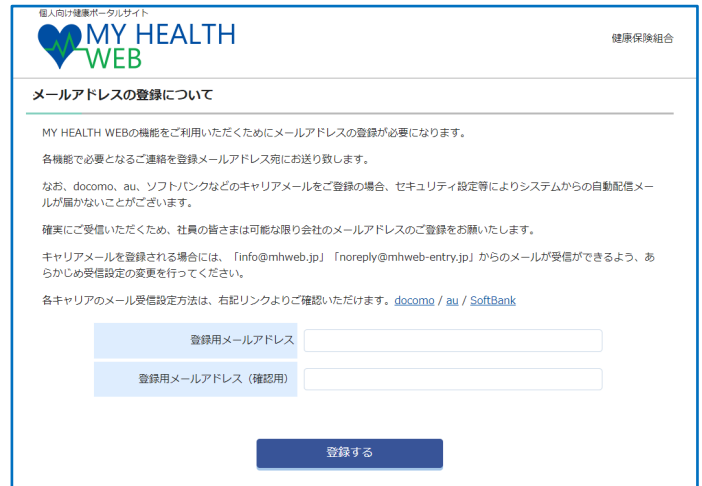 個人向け健康ポータルサイト
MY HEALTH
WEB
健康保険組合
メールアドレスの登録について
MY HEALTH WEBの機能をご利用いただくためにメールアドレスの登録が必要になります。
各機能で必要となるご連絡を登録メールアドレス宛にお送り致します。
なお、docomo、au、ソフトバンクなどのキャリアメールをご登録の場合、セキュリティ設定等によりシステムからの自動配信メー
ルが届かないことがございます。
確実にご受信いただくため、社員の皆さまは可能な限り会社のメールアドレスのご登録をお願いいたします。
キャリアメールを登録される場合には、「info@mhweb.jp」「noreply@mhweb-entry.jp」からのメールが受信ができるよう、あ
らかじめ受信設定の変更を行ってください。
各キャリアのメール受信設定方法は、右記リンクよりご確認いただけます。docomo / au / SoftBank
登録用メールアドレス
登録用メールアドレス（確認用）
登録する